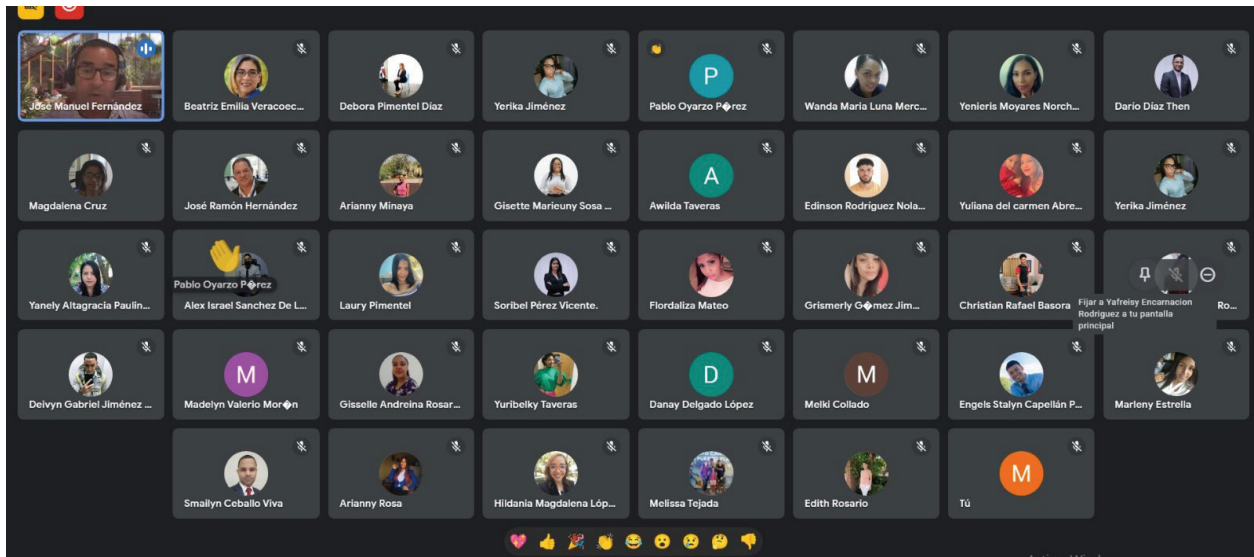 José Manuel Fernández
Beatriz Emilia Veracoec...
Debora Pimentel Díaz
Yerika Jiménez
P
Pablo Oyarzo P�rez
Wanda Maria Luna Merc...
Yenieris Moyares Norch...
Darío Díaz Then
Magdalena Cruz
José Ramón Hernández
Arianny Minaya
Gisette Marieuny Sosa ...
A
Awilda Taveras
Edinson Rodríguez Nola...
Yuliana del carmen Abre...
Yerika Jiménez
Yanely Altagracia Paulin...
Pablo Oyarzo P�rez
Alex Israel Sanchez De L...
Laury Pimentel
Soribel Pérez Vicente.
Flordaliza Mateo
Grismerly G�mez Jim...
Christian Rafael Basora
Ro...
Fijar a Yafreisy Encarnacion
Rodriguez a tu pantalla
principal
Deivyn Gabriel Jiménez ...
M
Madelyn Valerio Mor�n
Gisselle Andreina Rosar...
Yuribelky Taveras
D
Danay Delgado López
M
Melki Collado
Engels Stalyn Capellán P...
Marleny Estrella
Smailyn Ceballo Viva
Arianny Rosa
Hildania Magdalena Lóp...
Melissa Tejada
Edith Rosario
M
Tú